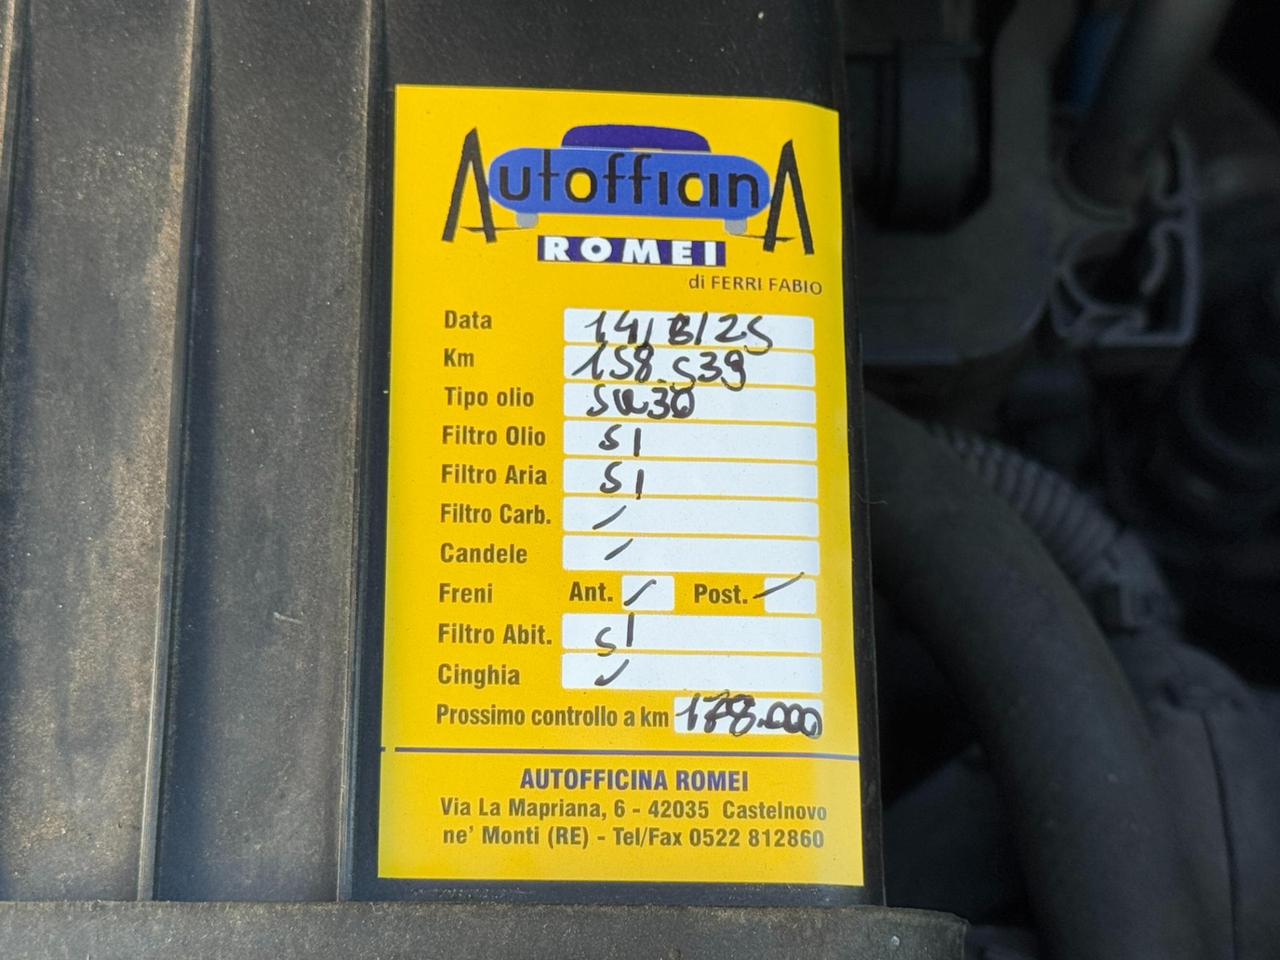 Autofficina
ROMEI
di FERRI FABIO
Data 14/8/25
Km 158.539
Tipo olio 5W30
Filtro Olio SI
Filtro Aria SI
Filtro Carb. /
Candele /
Freni Ant. / Post. /
Filtro Abit. SI
Cinghia /
Prossimo controllo a km 178.000
AUTOFFICINA ROMEI
Via La Mapriana, 6 - 42035 Castelnovo
ne' Monti (RE) - Tel/Fax 0522 812860